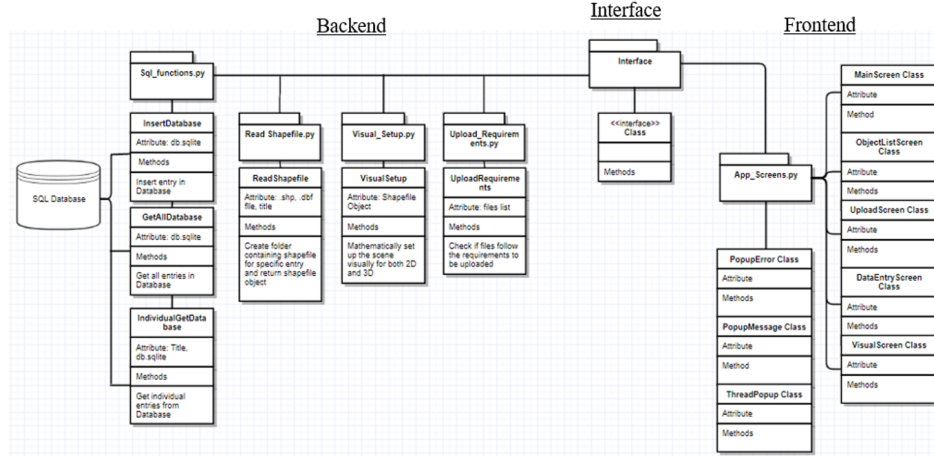 Backend
Interface
Frontend
Sql_functions.py
InsertDatabase
Attribute: db.sqlite
Methods
Insert entry in
Database
GetAllDatabase
Attribute: db.sqlite
Methods
Get all entries in
Database
IndividualGetData
base
Attribute: Title,
db.sqlite
Methods
Get individual
entries from
Database
SQL Database
Read Shapefile.py
ReadShapefile
Attribute: .shp, .dbf
file, title
Methods
Create folder
containing shapefile
for specific entry
and return shapefile
object
Visual_Setup.py
VisualSetup
Attribute: Shapefile
Object
Methods
Mathematically set
up the scene
visually for both 2D
and 3D
Upload_Require
ments.py
UploadRequireme
nts
Attribute: files list
Methods
Check if files follow
the requirements to
be uploaded
Interface
<<interface>>
Class
Methods
App_Screens.py
PopupError Class
Attribute
Methods
PopupMessage Class
Attribute
Method
ThreadPopup Class
Attribute
Methods
MainScreen Class
Attribute
Method
ObjectListScreen
Class
Attribute
Methods
UploadScreen Class
Attribute
Methods
DataEntryScreen
Class
Attribute
Methods
VisualScreen Class
Attribute
Methods